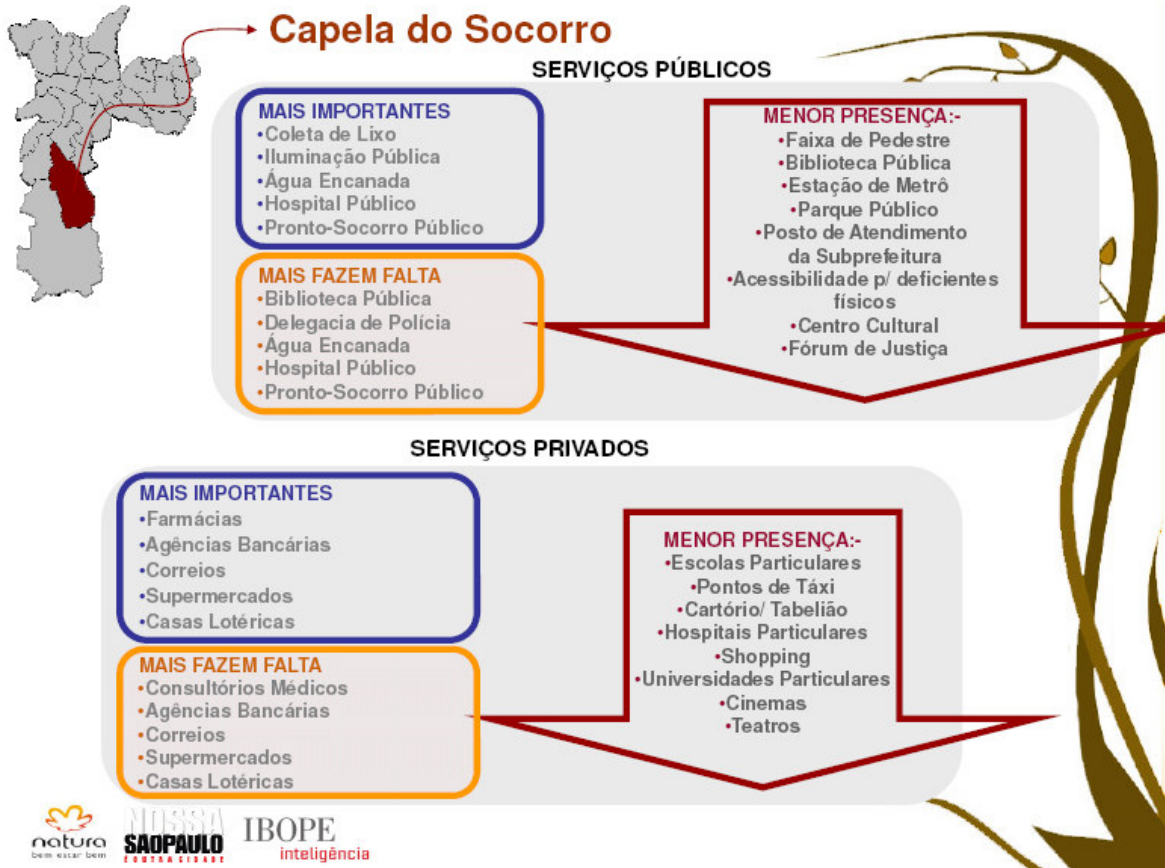 Capela do Socorro
SERVIÇOS PÚBLICOS
MAIS IMPORTANTES
•Coleta de Lixo
•Iluminação Pública
•Água Encanada
•Hospital Público
•Pronto-Socorro Público
MAIS FAZEM FALTA
•Biblioteca Pública
•Delegacia de Polícia
•Água Encanada
•Hospital Público
•Pronto-Socorro Público
MENOR PRESENÇA:-
•Faixa de Pedestre
•Biblioteca Pública
•Estação de Metrô
•Parque Público
•Posto de Atendimento
da Subprefeitura
•Acessibilidade p/ deficientes
físicos
•Centro Cultural
•Fórum de Justiça
SERVIÇOS PRIVADOS
MAIS IMPORTANTES
•Farmácias
•Agências Bancárias
•Correios
•Supermercados
•Casas Lotéricas
MAIS FAZEM FALTA
•Consultórios Médicos
•Agências Bancárias
•Correios
•Supermercados
•Casas Lotéricas
MENOR PRESENÇA:-
•Escolas Particulares
•Pontos de Táxi
•Cartório/ Tabelião
•Hospitais Particulares
•Shopping
•Universidades Particulares
•Cinemas
•Teatros
natura
bem estar bem
NOSSA
SÃOPAULO
OUTRA CIDADE
IBOPE
inteligência